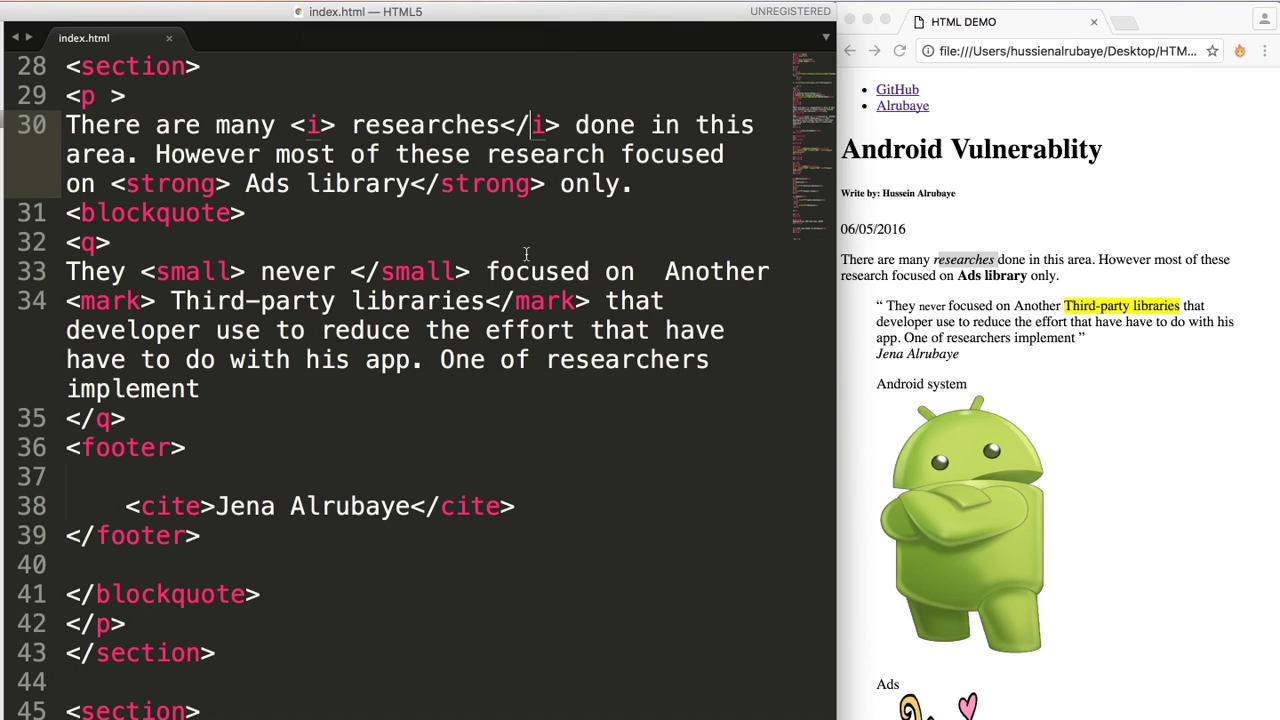 index.html — HTML5
UNREGISTERED
index.html
28 <section>
29 <p >
30 There are many <i> researches</i> done in this
area. However most of these research focused
on <strong> Ads library</strong> only.
31 <blockquote>
32 <q>
33 They <small> never </small> focused on  Another
34 <mark> Third-party libraries</mark> that
developer use to reduce the effort that have
have to do with his app. One of researchers
implement
35 </q>
36 <footer>
37
38 <cite>Jena Alrubaye</cite>
39 </footer>
40
41 </blockquote>
42 </p>
43 </section>
44
45 <section>
HTML DEMO
file:///Users/hussienalrubaye/Desktop/HTM...
GitHub
Alrubaye
Android Vulnerablity
Write by: Hussein Alrubaye
06/05/2016
There are many researches done in this area. However most of these
research focused on Ads library only.
“ They never focused on Another Third-party libraries that
developer use to reduce the effort that have have to do with his
app. One of researchers implement ”
Jena Alrubaye
Android system
Ads